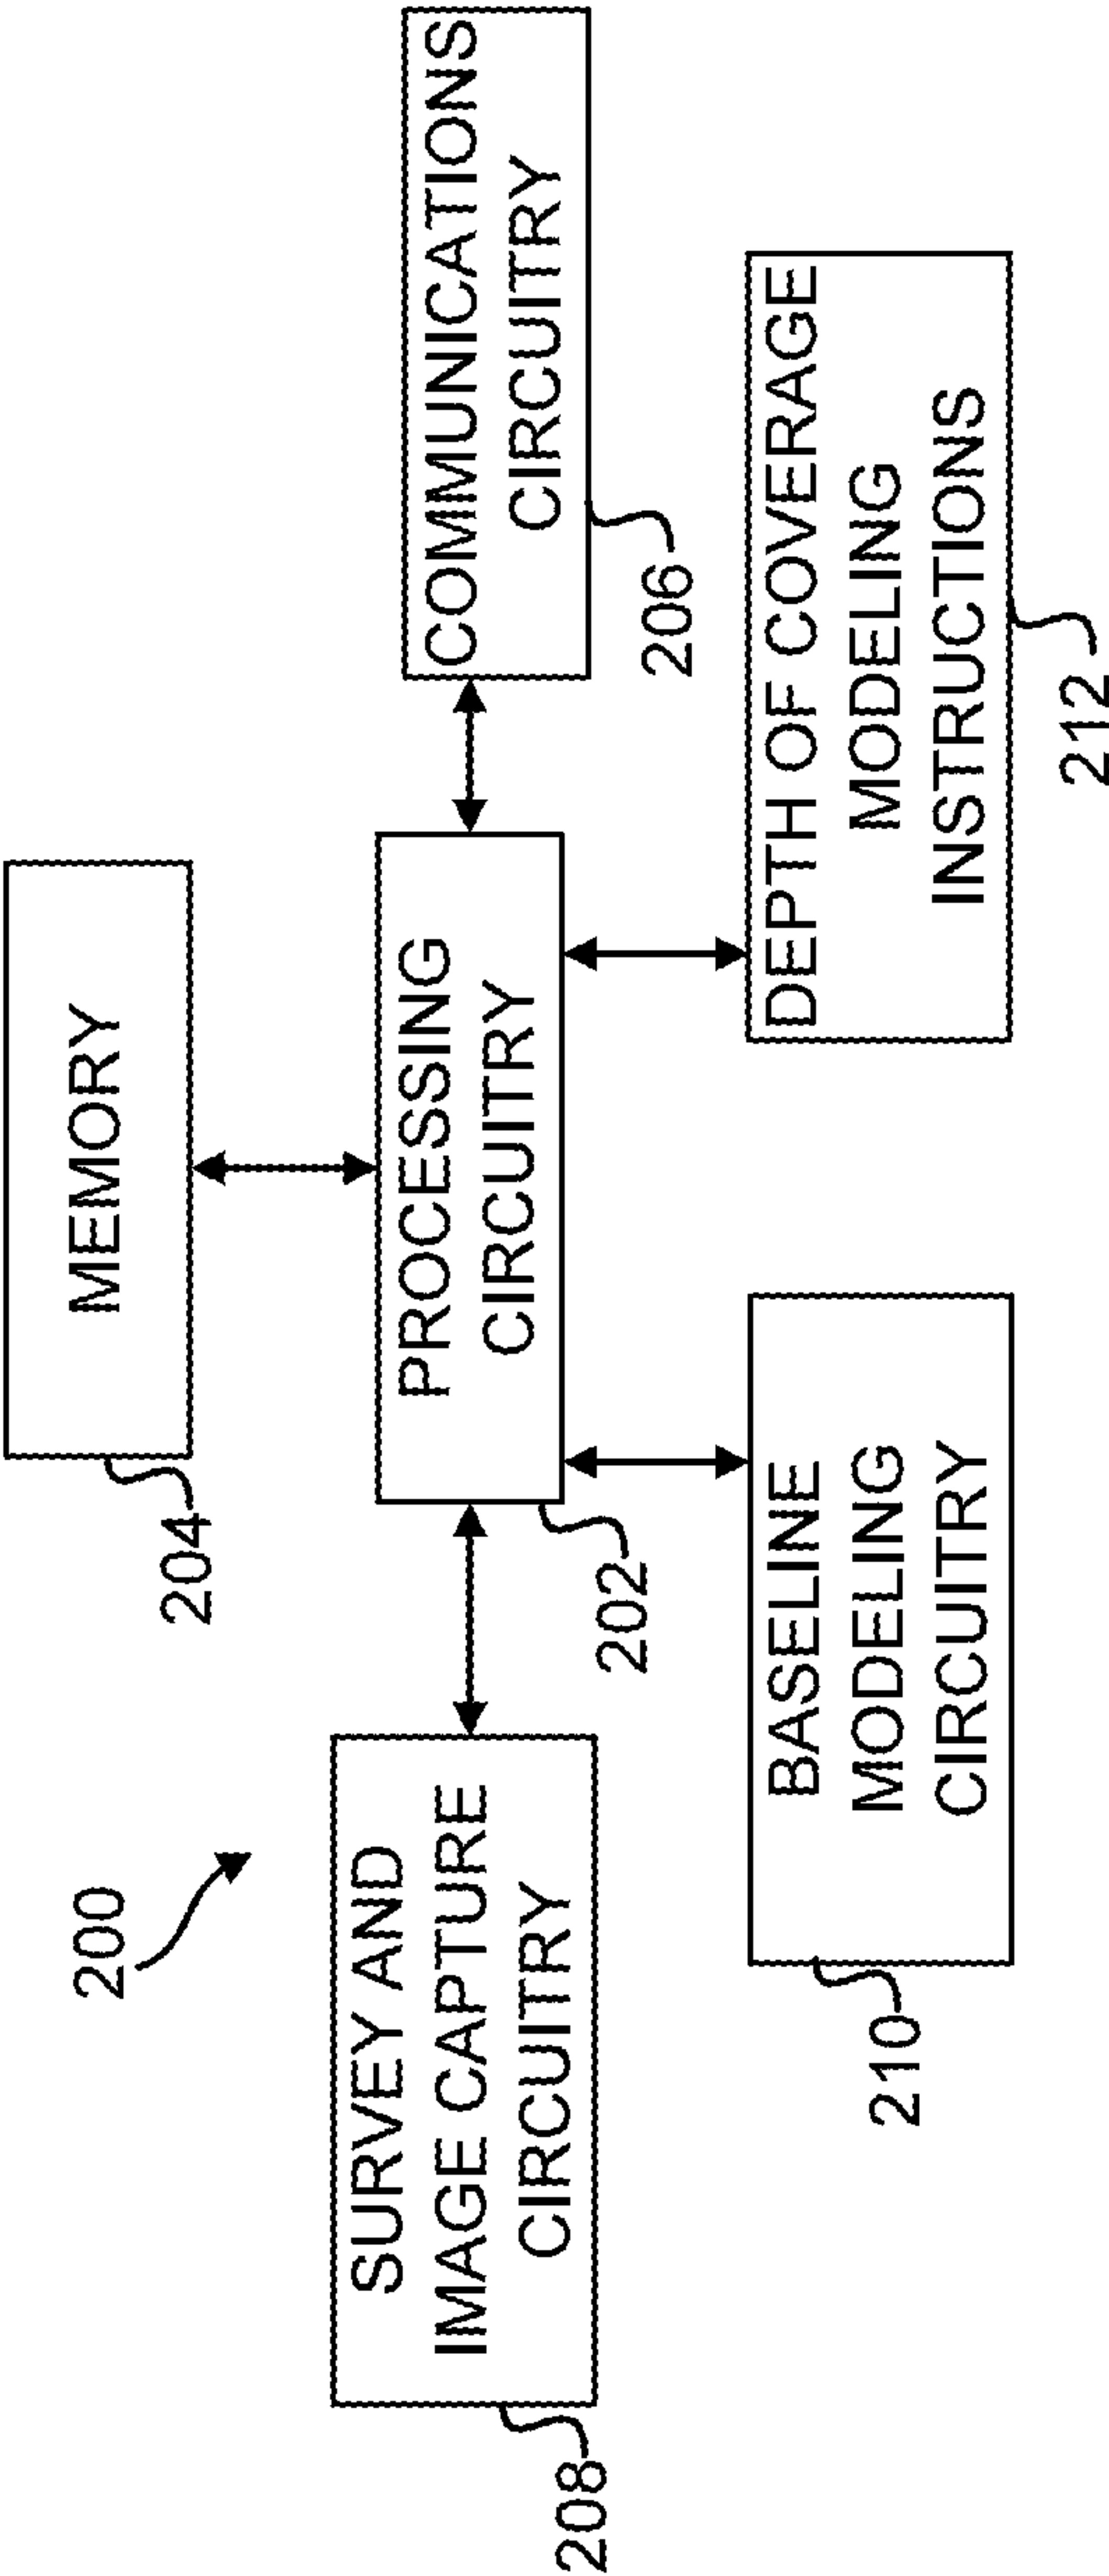 200
MEMORY
204
SURVEY AND
IMAGE CAPTURE
CIRCUITRY
208
PROCESSING
CIRCUITRY
202
COMMUNICATIONS
CIRCUITRY
206
BASELINE
MODELING
CIRCUITRY
210
DEPTH OF COVERAGE
MODELING
INSTRUCTIONS
212